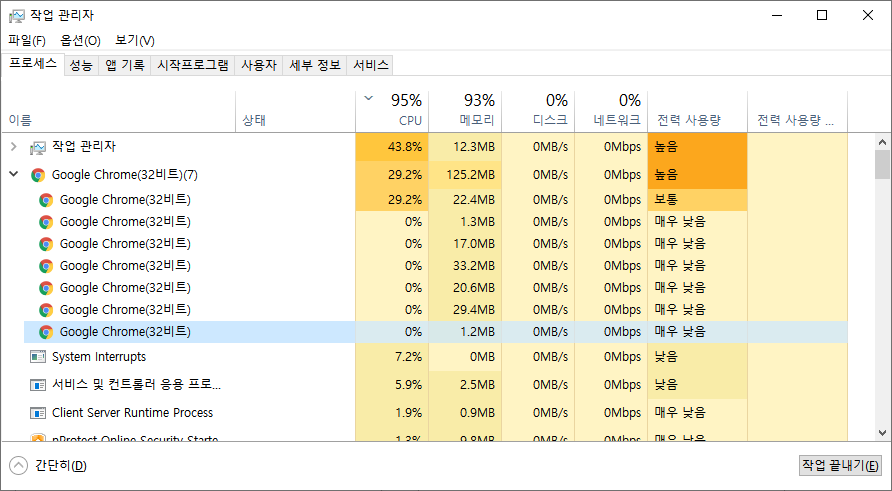 작업 관리자
파일(F) 옵션(O) 보기(V)
프로세스 성능 앱 기록 시작프로그램 사용자 세부 정보 서비스
95% 93% 0% 0%
이름 상태 CPU 메모리 디스크 네트워크 전력 사용량 전력 사용량 ...
작업 관리자 43.8% 12.3MB 0MB/s 0Mbps 높음
Google Chrome(32비트)(7) 29.2% 125.2MB 0MB/s 0Mbps 높음
Google Chrome(32비트) 29.2% 22.4MB 0MB/s 0Mbps 보통
Google Chrome(32비트) 0% 1.3MB 0MB/s 0Mbps 매우 낮음
Google Chrome(32비트) 0% 17.0MB 0MB/s 0Mbps 매우 낮음
Google Chrome(32비트) 0% 33.2MB 0MB/s 0Mbps 매우 낮음
Google Chrome(32비트) 0% 20.6MB 0MB/s 0Mbps 매우 낮음
Google Chrome(32비트) 0% 29.4MB 0MB/s 0Mbps 매우 낮음
Google Chrome(32비트) 0% 1.2MB 0MB/s 0Mbps 매우 낮음
System Interrupts 7.2% 0MB 0MB/s 0Mbps 낮음
서비스 및 컨트롤러 응용 프로... 5.9% 2.5MB 0MB/s 0Mbps 낮음
Client Server Runtime Process 1.9% 0.9MB 0MB/s 0Mbps 매우 낮음
nProtect Online Security Starte 1.3% 9.8MB 0MB/s 0Mbps 매우 낮음
간단히(D) 작업 끝내기(E)